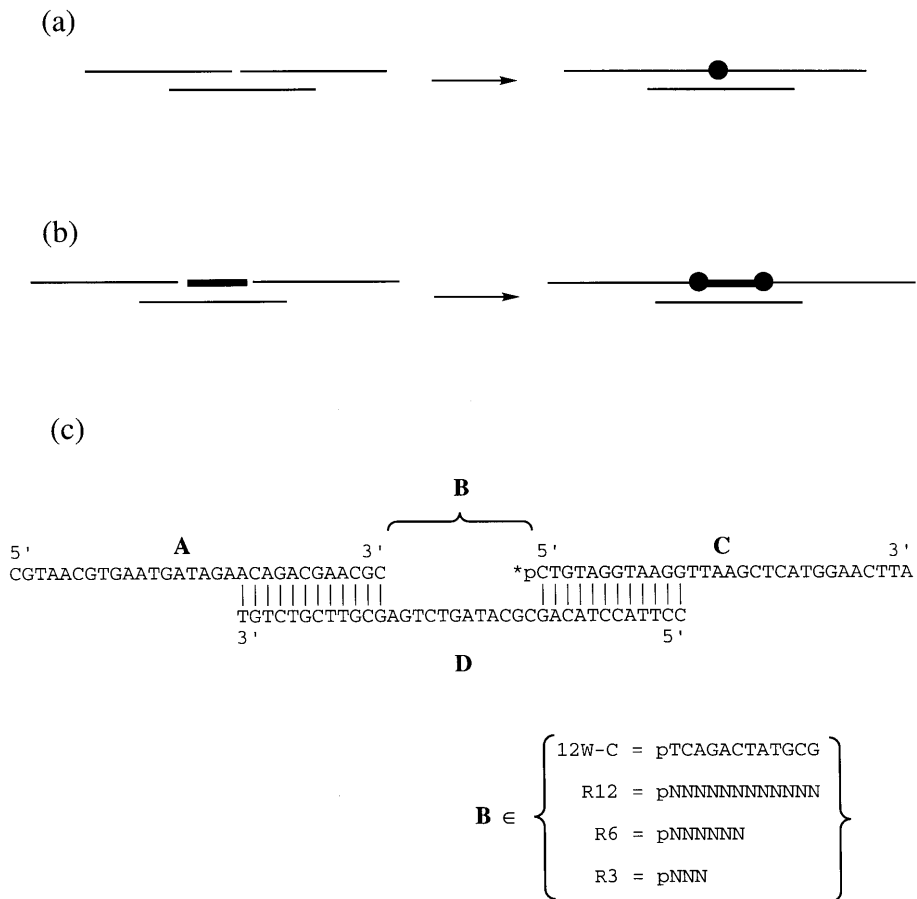 (a)
(b)
(c)
B
5' A 3' 5' C 3'
CGTAACGTGAATGATAGAACAGACGAACGC *pCTGTAGGTAAGGTTAAGCTCATGGAACTTA
TGTCTGCTTGCGAGTCTGATACGCGACATCCATTCC
3' 5'
D
12W-C = pTCAGACTATGCG
R12 = pNNNNNNNNNNNN
B ∈
R6 = pNNNNNN
R3 = pNNN